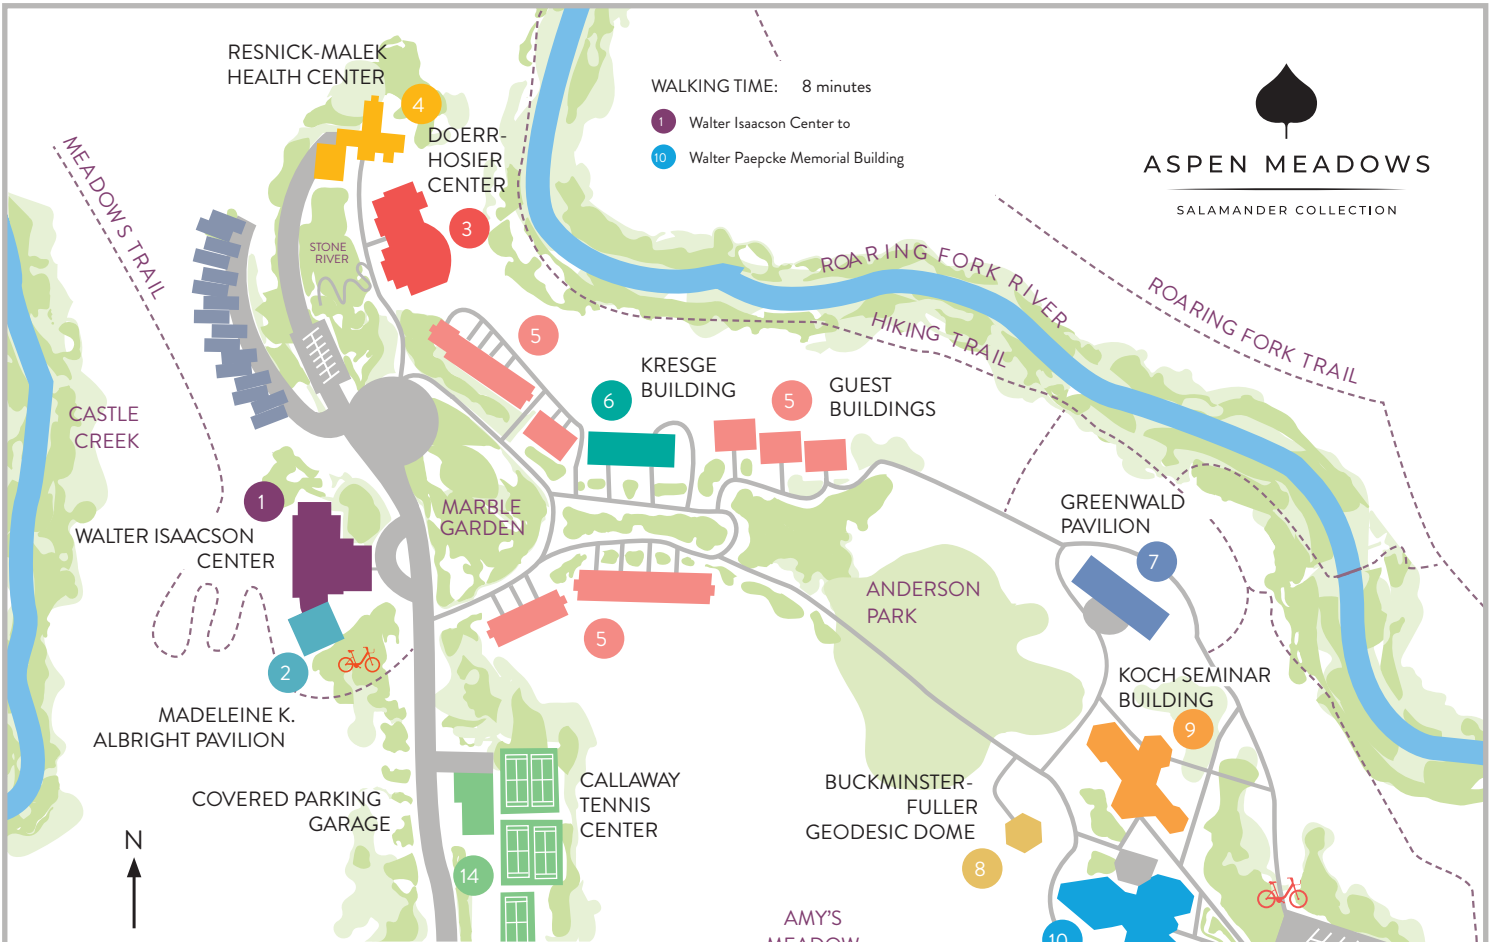 RESNICK-MALEK
HEALTH CENTER
4
DOERR-
HOSIER
CENTER
3
WALKING TIME: 8 minutes
1 Walter Isaacson Center to
10 Walter Paepcke Memorial Building
ASPEN MEADOWS
SALAMANDER COLLECTION
MEADOWS TRAIL
STONE
RIVER
ROARING FORK RIVER
ROARING FORK TRAIL
HIKING TRAIL
5
KRESGE
BUILDING
6
5
GUEST
BUILDINGS
CASTLE
CREEK
1
WALTER ISAACSON
CENTER
MARBLE
GARDEN
GREENWALD
PAVILION
7
ANDERSON
PARK
5
2
MADELEINE K.
ALBRIGHT PAVILION
KOCH SEMINAR
BUILDING
9
COVERED PARKING
GARAGE
CALLAWAY
TENNIS
CENTER
14
BUCKMINSTER-
FULLER
GEODESIC DOME
8
N
AMY'S
MEADOW
10